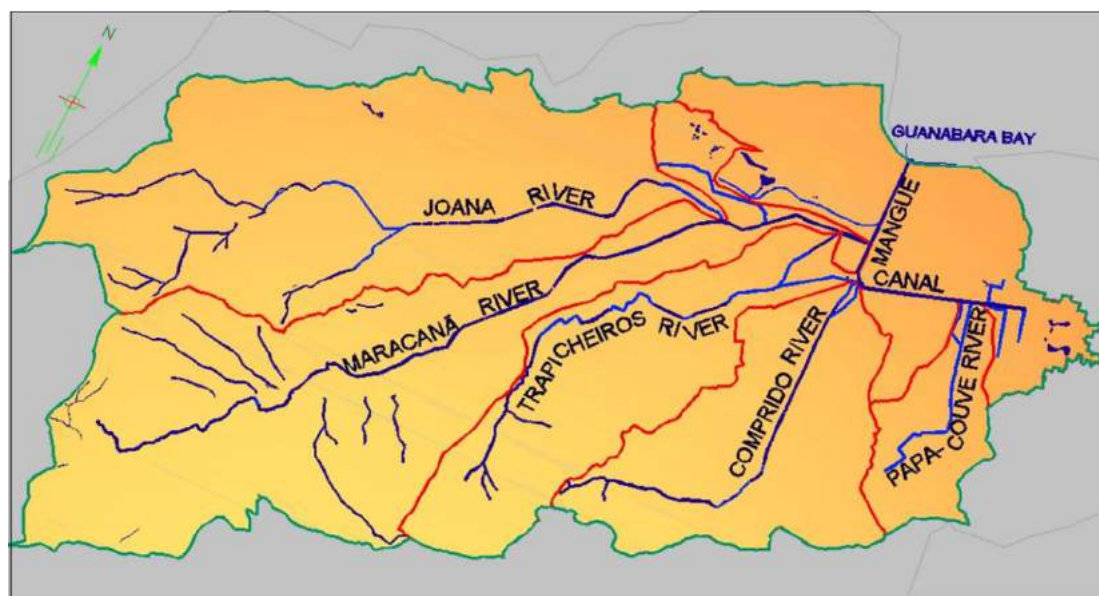 N
GUANABARA BAY
JOANA RIVER
MANGUE
CANAL
MARACANÃ RIVER
TRAPICHEIROS RIVER
COMPRIDO RIVER
PAPA-COUVE RIVER